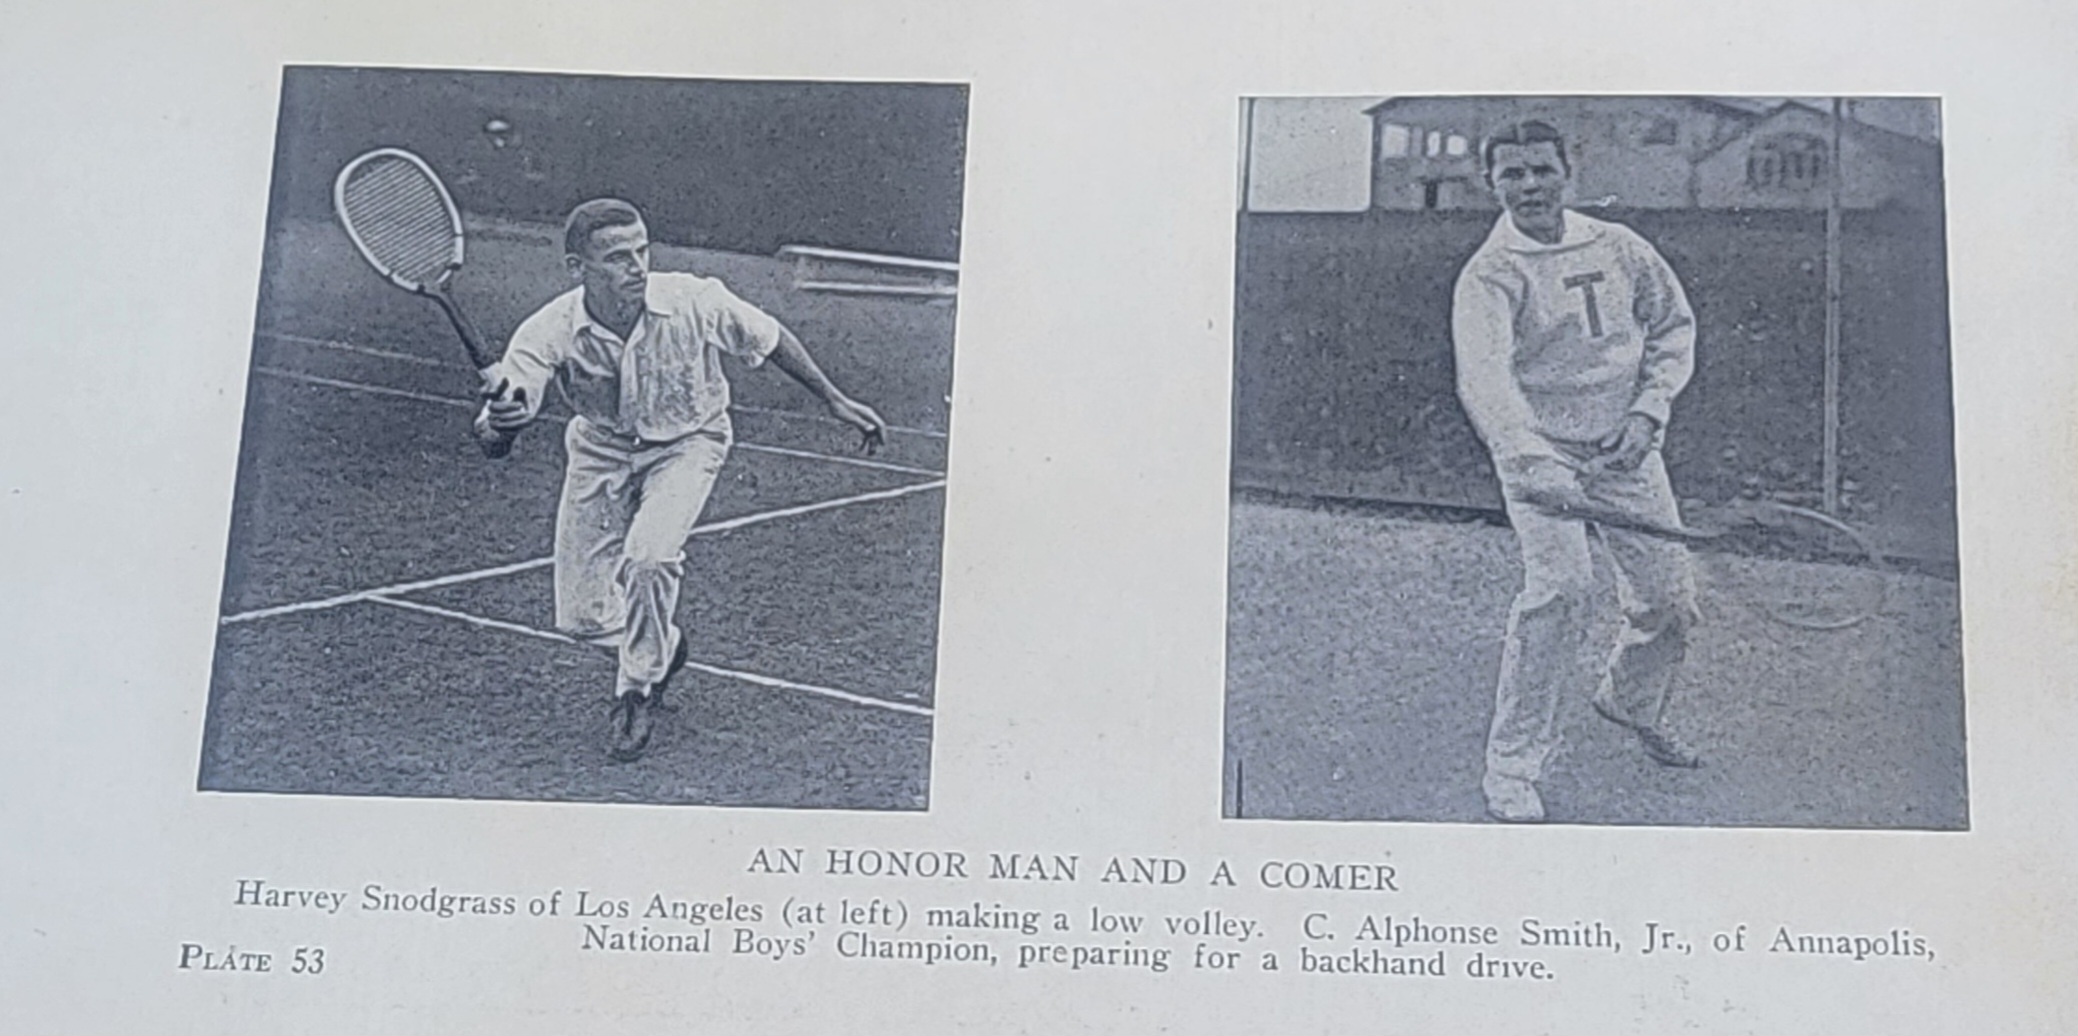 T
AN HONOR MAN AND A COMER
Harvey Snodgrass of Los Angeles (at left) making a low volley. C. Alphonse Smith, Jr., of Annapolis,
National Boys' Champion, preparing for a backhand drive.
PLATE 53